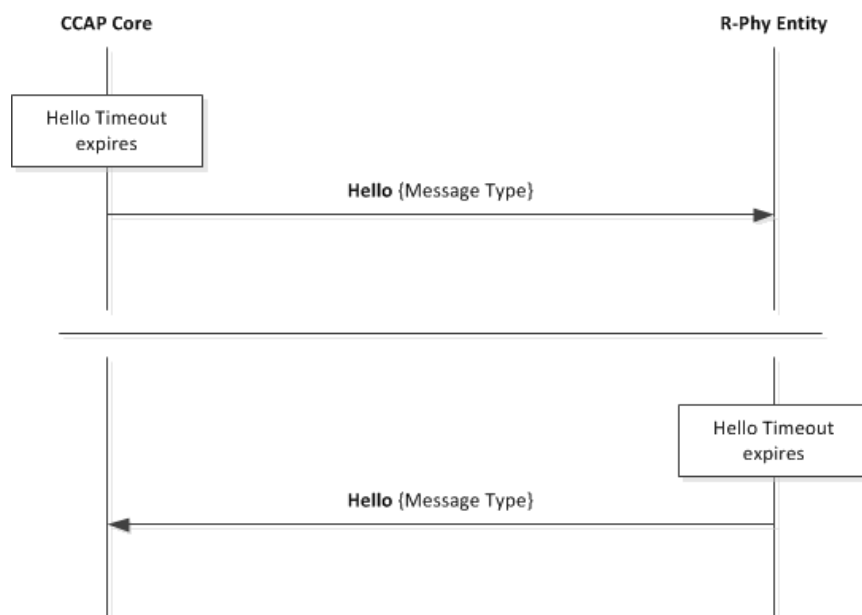 CCAP Core
R-Phy Entity
Hello Timeout
expires
Hello {Message Type}
Hello Timeout
expires
Hello {Message Type}